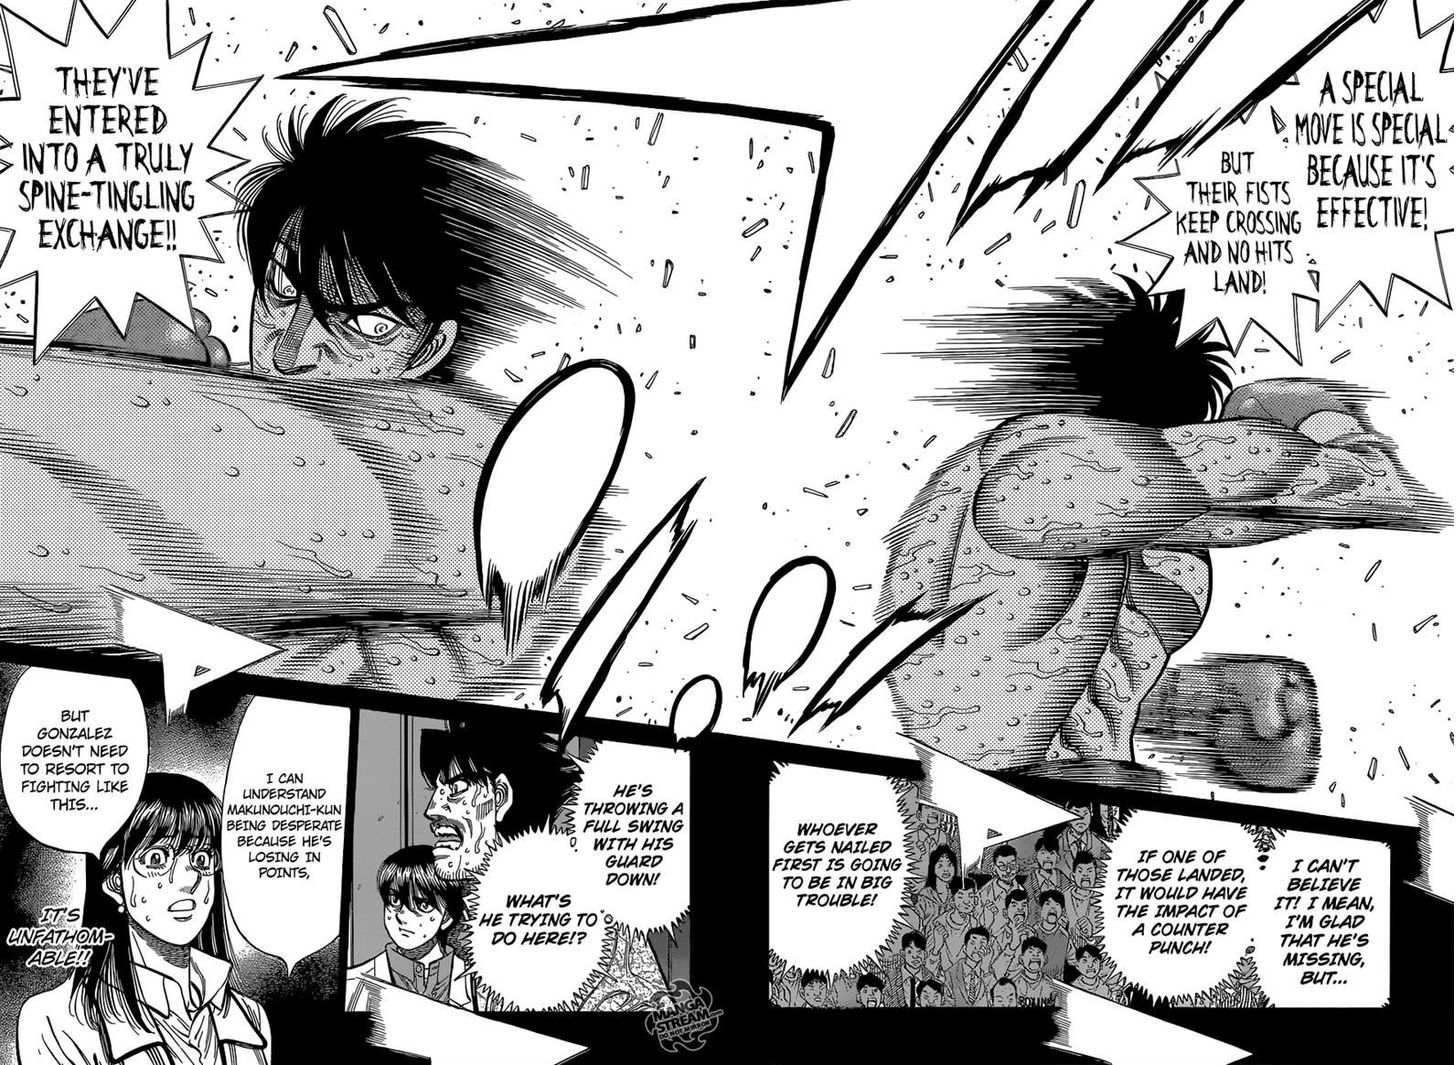 A SPECIAL
MOVE IS SPECIAL
BECAUSE IT'S
EFFECTIVE!
BUT
THEIR FISTS
KEEP CROSSING
AND NO HITS
LAND!
THEY'VE
ENTERED
INTO A TRULY
SPINE-TINGLING
EXCHANGE!!
I CAN'T
BELIEVE
IT! I MEAN,
I'M GLAD
THAT HE'S
MISSING,
BUT...
IF ONE OF
THOSE LANDED,
IT WOULD HAVE
THE IMPACT OF
A COUNTER
PUNCH!
WHOEVER
GETS NAILED
FIRST IS GOING
TO BE IN BIG
TROUBLE!
HE'S
THROWING A
FULL SWING
WITH HIS
GUARD
DOWN!
WHAT'S
HE TRYING TO
DO HERE!?
I CAN
UNDERSTAND
MAKUNOUCHI-KUN
BEING DESPERATE
BECAUSE HE'S
LOSING IN
POINTS,
BUT
GONZALEZ
DOESN'T NEED
TO RESORT TO
FIGHTING LIKE
THIS...
IT'S
UNFATHOM-
ABLE!!
MANGA
STREAM.com
DO NOT MIRROR